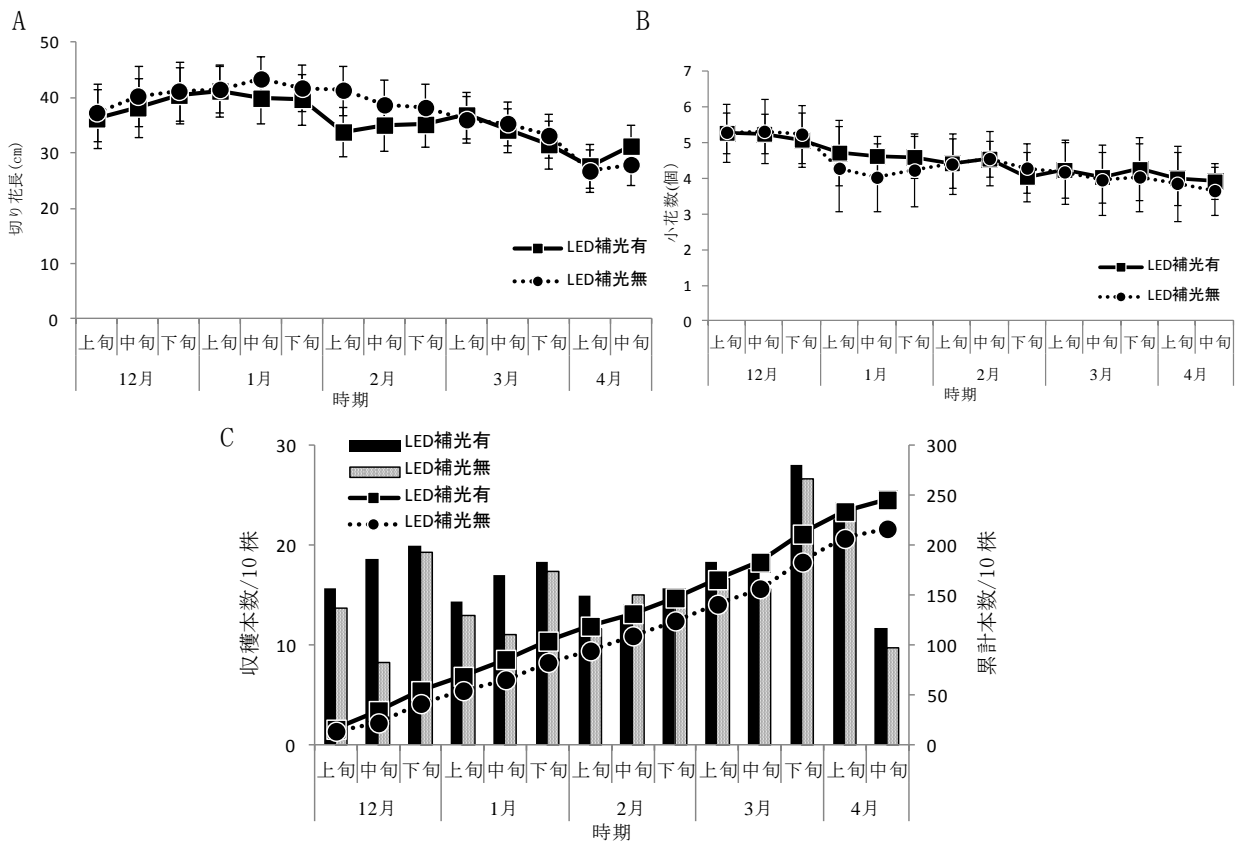 A
50
40
30
20
10
0
切り花長(cm)
LED補光有
LED補光無
上旬 中旬 下旬 上旬 中旬 下旬 上旬 中旬 下旬 上旬 中旬 下旬 上旬 中旬
12月 1月 2月 3月 4月
時期
B
7
6
5
4
3
2
1
0
小花数(個)
LED補光有
LED補光無
上旬 中旬 下旬 上旬 中旬 下旬 上旬 中旬 下旬 上旬 中旬 下旬 上旬 中旬
12月 1月 2月 3月 4月
時期
C
LED補光有
LED補光無
LED補光有
LED補光無
30
20
10
0
収穫本数/10 株
300
250
200
150
100
50
0
累計本数/10 株
上旬 中旬 下旬 上旬 中旬 下旬 上旬 中旬 下旬 上旬 中旬 下旬 上旬 中旬
12月 1月 2月 3月 4月
時期